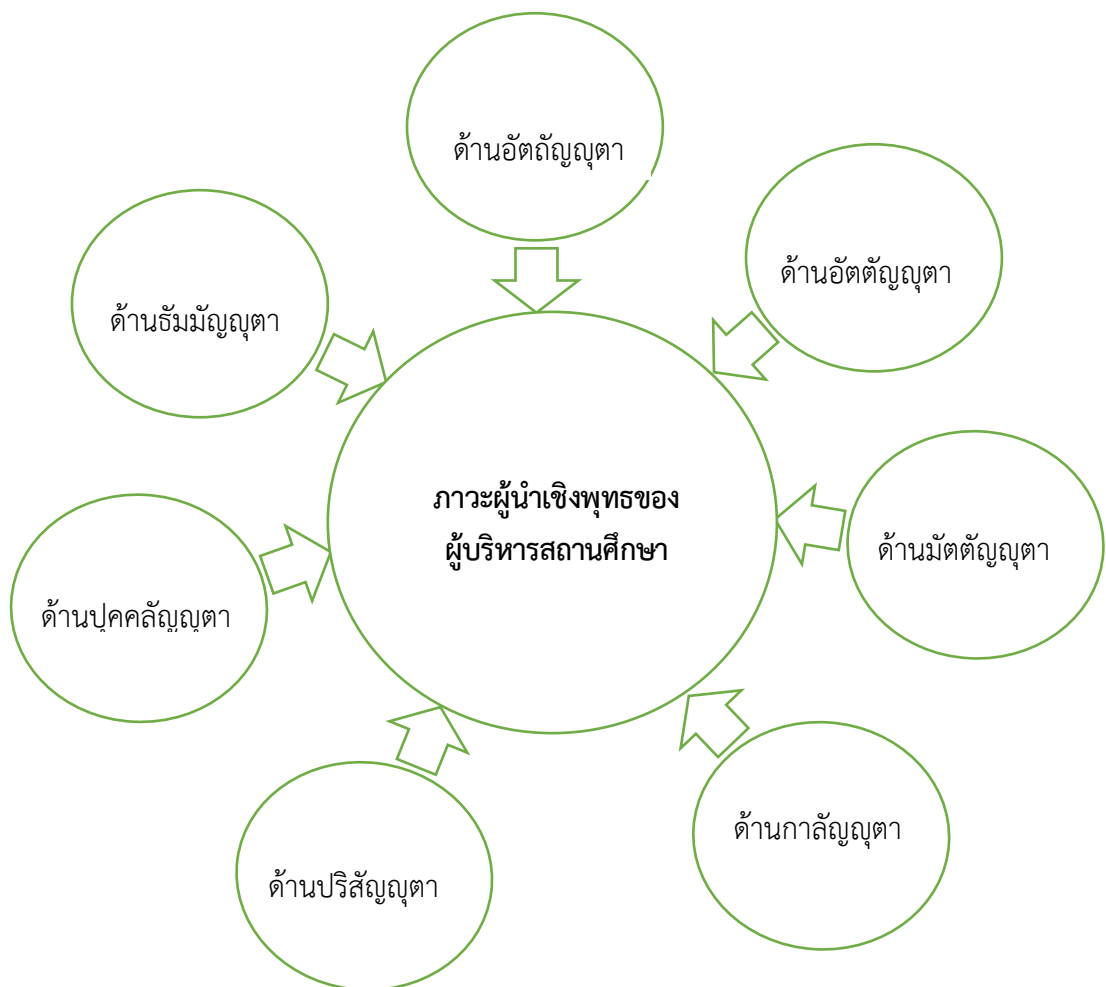 ด้านอัตถัญญุตา
ด้านอัตตัญญุตา
ด้านธัมมัญญุตา
ภาวะผู้นำเชิงพุทธของ
ผู้บริหารสถานศึกษา
ด้านมัตตัญญุตา
ด้านปุคคลัญญุตา
ด้านกาลัญญุตา
ด้านปริสัญญุตา